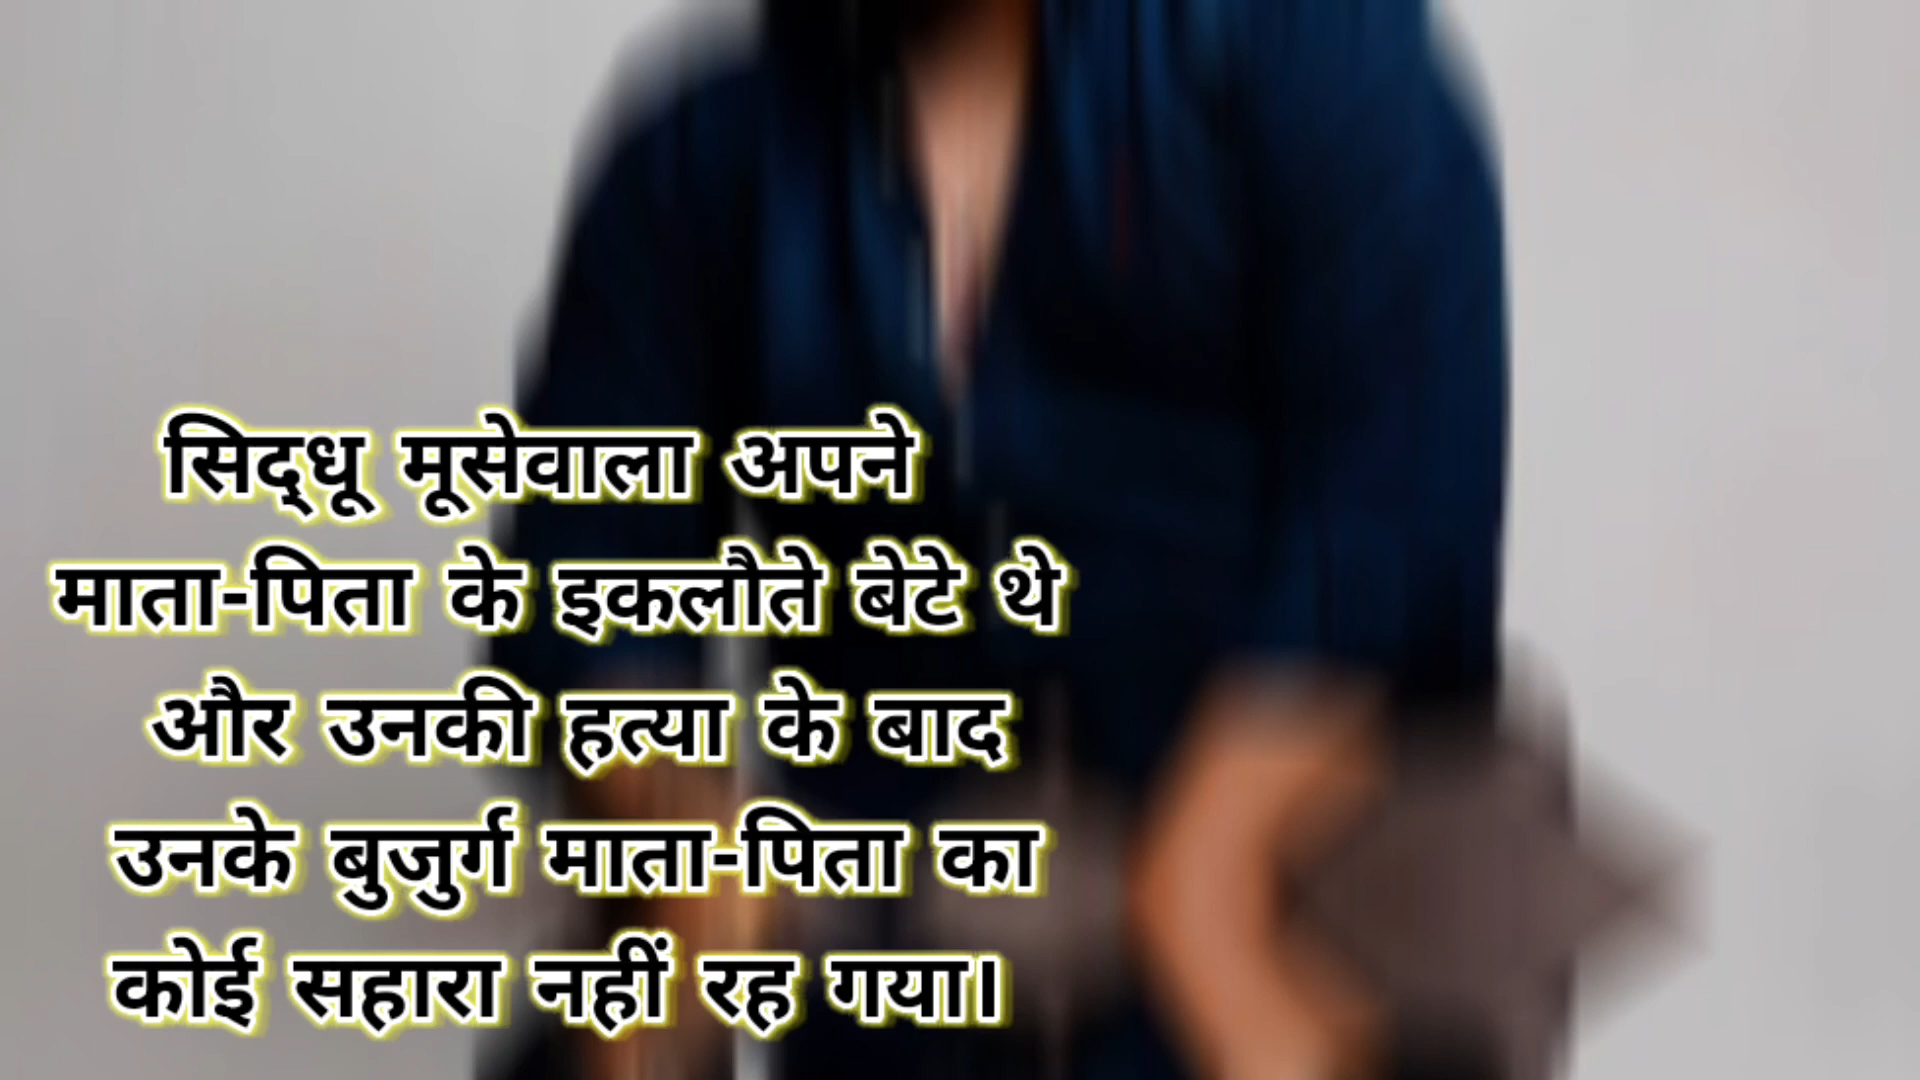 सिद्धू मूसेवाला अपने
माता-पिता के इकलौते बेटे थे
और उनकी हत्या के बाद
उनके बुजुर्ग माता-पिता का
कोई सहारा नहीं रह गया।